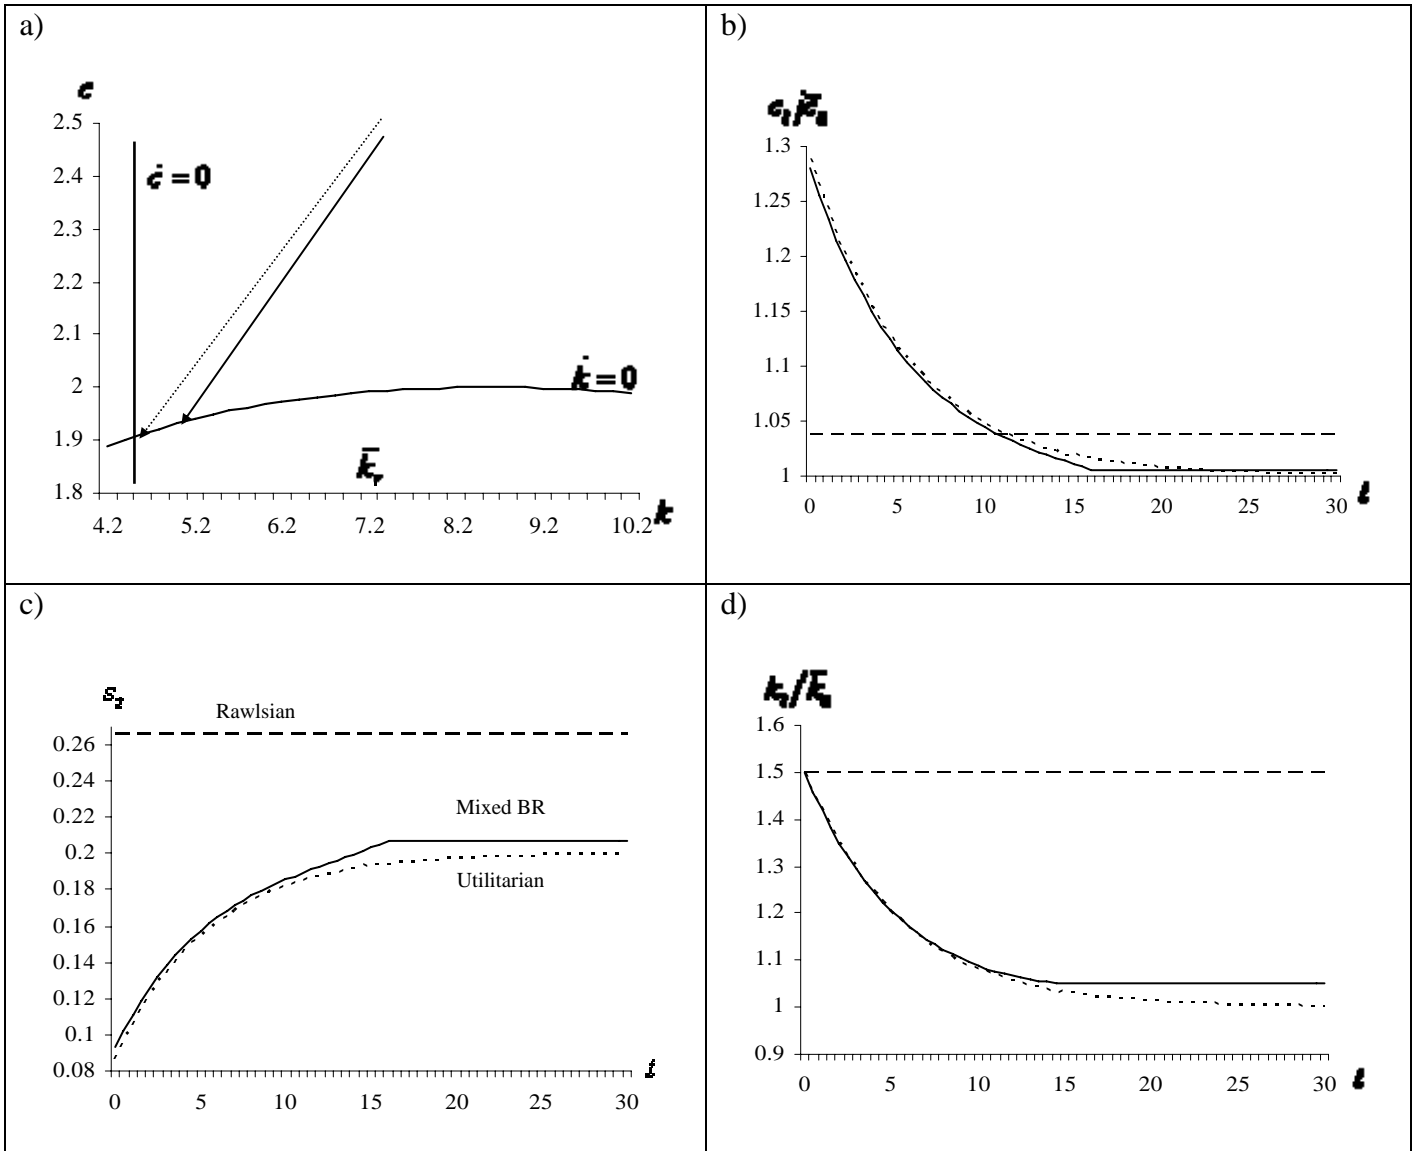 a)
c
2.5
2.4
2.3
2.2
2.1
2
1.9
1.8
ċ = 0
k̇ = 0
k̄ᵣ
4.2 5.2 6.2 7.2 8.2 9.2 10.2
k
b)
1.3
1.25
1.2
1.15
1.1
1.05
1
0 5 10 15 20 25 30
t
c)
sₜ
0.26
0.24
0.22
0.2
0.18
0.16
0.14
0.12
0.1
0.08
Rawlsian
Mixed BR
Utilitarian
0 5 10 15 20 25 30
t
d)
1.6
1.5
1.4
1.3
1.2
1.1
1
0.9
0 5 10 15 20 25 30
t